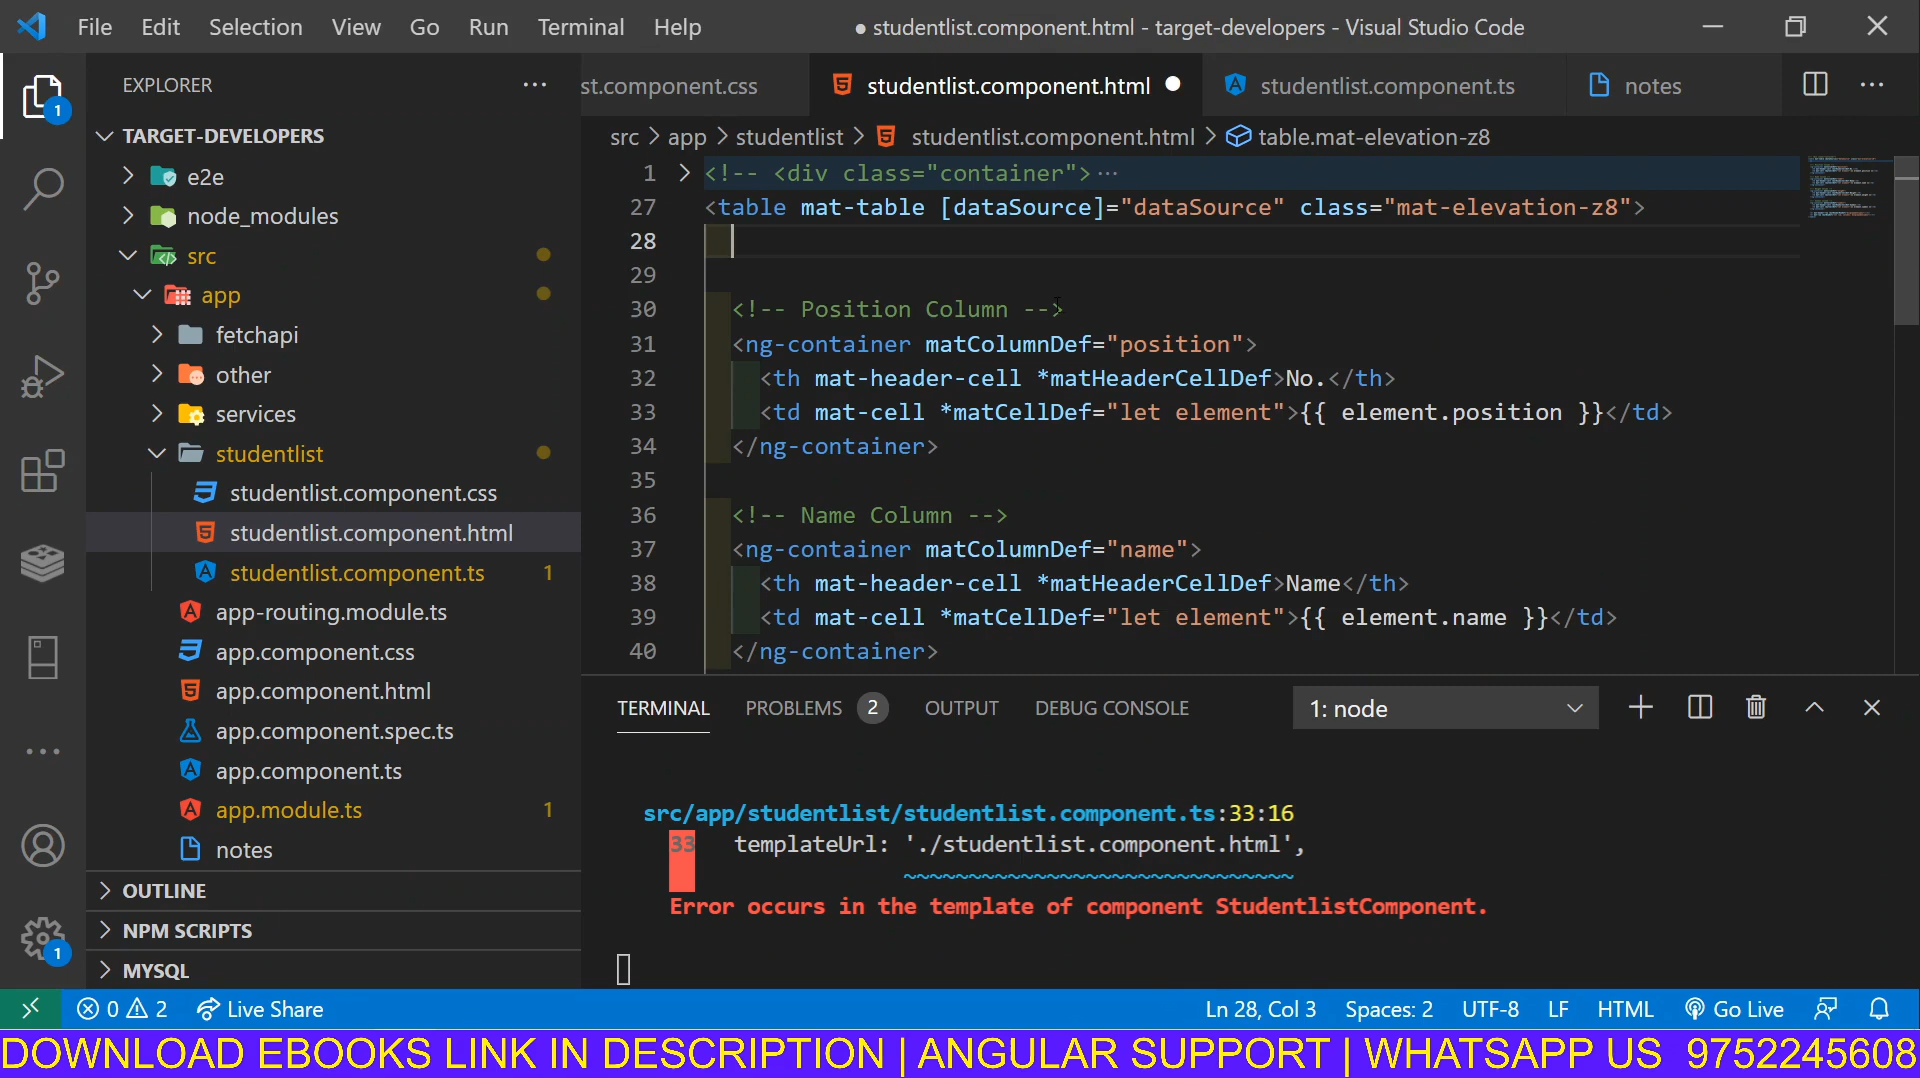 File Edit Selection View Go Run Terminal Help ● studentlist.component.html - target-developers - Visual Studio Code
EXPLORER ···
st.component.css studentlist.component.html ● studentlist.component.ts notes ···
1
src > app > studentlist > studentlist.component.html > table.mat-elevation-z8
TARGET-DEVELOPERS
e2e
node_modules
src
app
fetchapi
other
services
studentlist
studentlist.component.css
studentlist.component.html
studentlist.component.ts 1
app-routing.module.ts
app.component.css
app.component.html
app.component.spec.ts
app.component.ts
app.module.ts 1
notes
OUTLINE
NPM SCRIPTS
MYSQL
1
1 > <!-- <div class="container"> ···
27 <table mat-table [dataSource]="dataSource" class="mat-elevation-z8">
28
29
30 <!-- Position Column -->
31 <ng-container matColumnDef="position">
32 <th mat-header-cell *matHeaderCellDef>No.</th>
33 <td mat-cell *matCellDef="let element">{{ element.position }}</td>
34 </ng-container>
35
36 <!-- Name Column -->
37 <ng-container matColumnDef="name">
38 <th mat-header-cell *matHeaderCellDef>Name</th>
39 <td mat-cell *matCellDef="let element">{{ element.name }}</td>
40 </ng-container>
TERMINAL PROBLEMS 2 OUTPUT DEBUG CONSOLE 1: node
src/app/studentlist/studentlist.component.ts:33:16
33 templateUrl: './studentlist.component.html',
~~~~~~~~~~~~~~~~~~~~~~~~~~~~~~
Error occurs in the template of component StudentlistComponent.
0 2 Live Share Ln 28, Col 3 Spaces: 2 UTF-8 LF HTML Go Live
DOWNLOAD EBOOKS LINK IN DESCRIPTION | ANGULAR SUPPORT | WHATSAPP US 9752245608